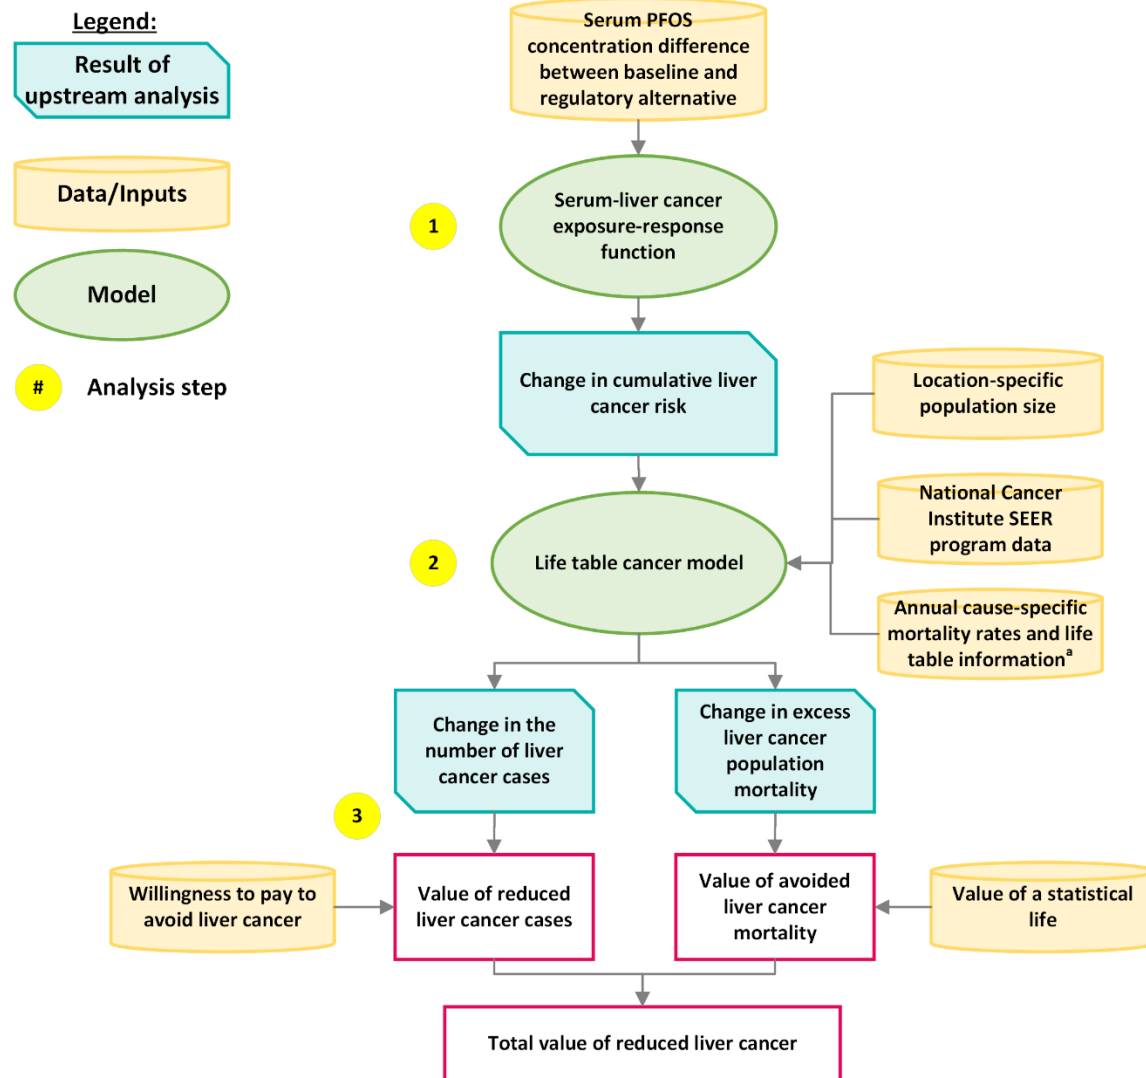 Legend:
Result of
upstream analysis
Data/Inputs
Model
# Analysis step
Serum PFOS
concentration difference
between baseline and
regulatory alternative
1
Serum-liver cancer
exposure-response
function
Change in cumulative liver
cancer risk
Location-specific
population size
National Cancer
Institute SEER
program data
Annual cause-specific
mortality rates and life
table informationᵃ
2
Life table cancer model
Change in the
number of liver
cancer cases
Change in excess
liver cancer
population
mortality
3
Willingness to pay to
avoid liver cancer
Value of reduced
liver cancer cases
Value of avoided
liver cancer
mortality
Value of a statistical
life
Total value of reduced liver cancer